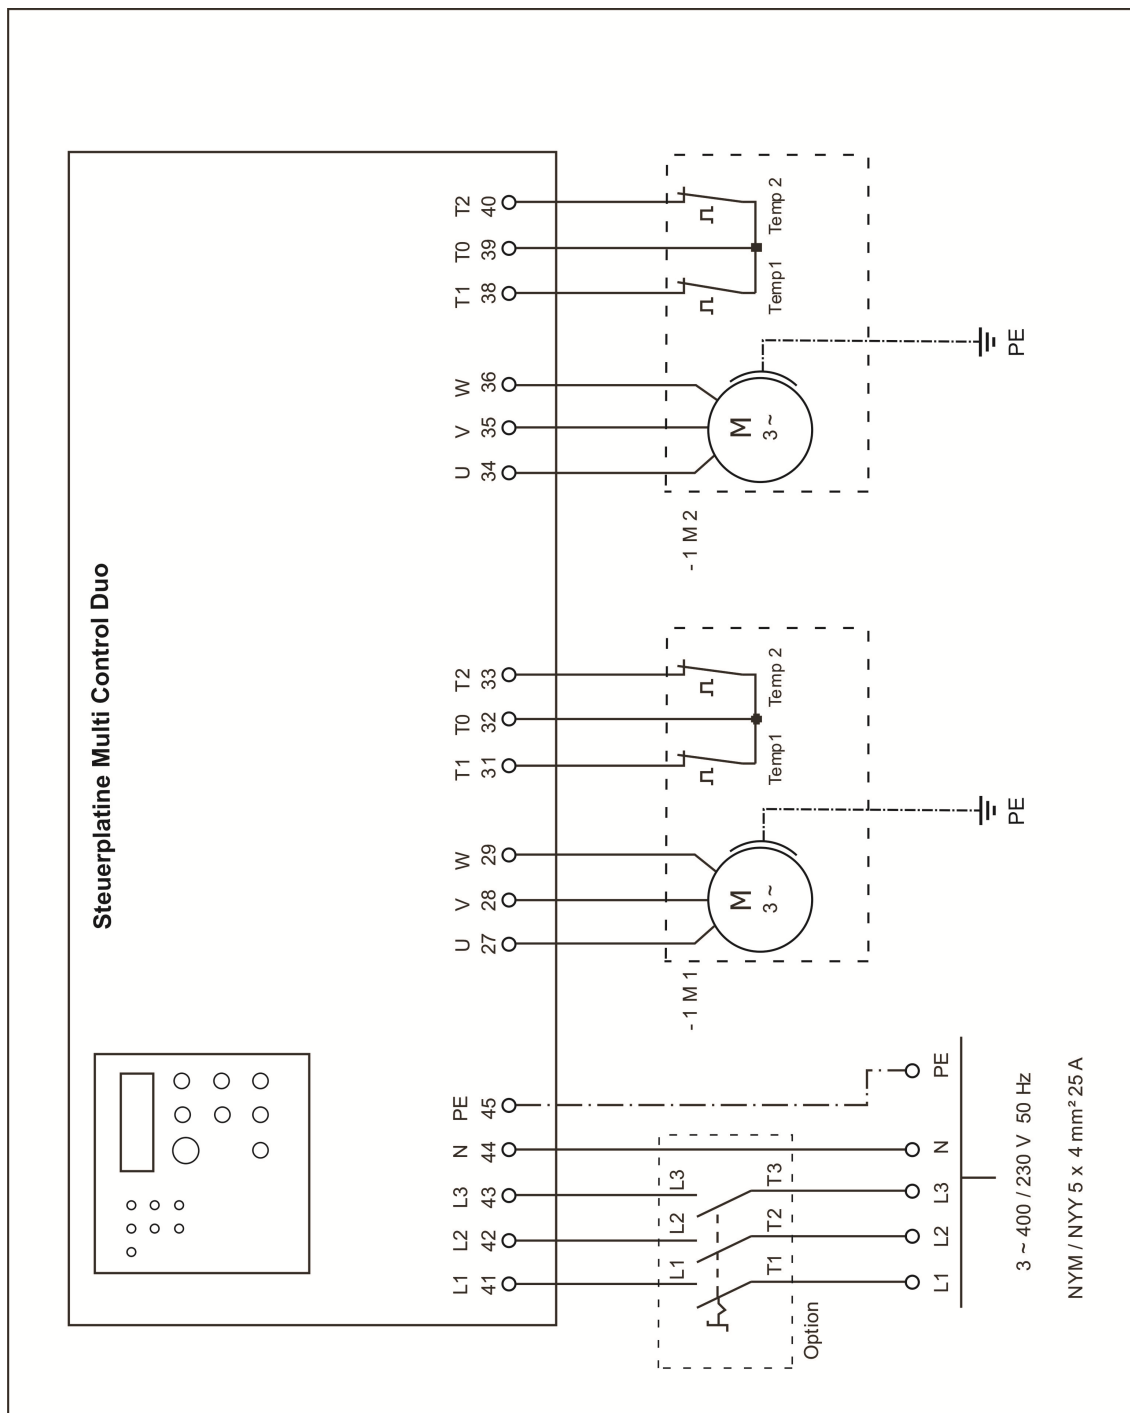 Steuerplatine Multi Control Duo
L1 L2 L3 N PE U V W T1 T0 T2 U V W T1 T0 T2
41 42 43 44 45 27 28 29 31 32 33 34 35 36 38 39 40
L1 L2 L3
- 1 M 1
- 1 M 2
M
3 ~
M
3 ~
T1 T2 T3
Temp1 Temp 2
Temp1 Temp 2
Option
L1 L2 L3 N PE
PE
PE
3 ~ 400 / 230 V 50 Hz
NYM / NYY 5 x 4 mm² 25 A